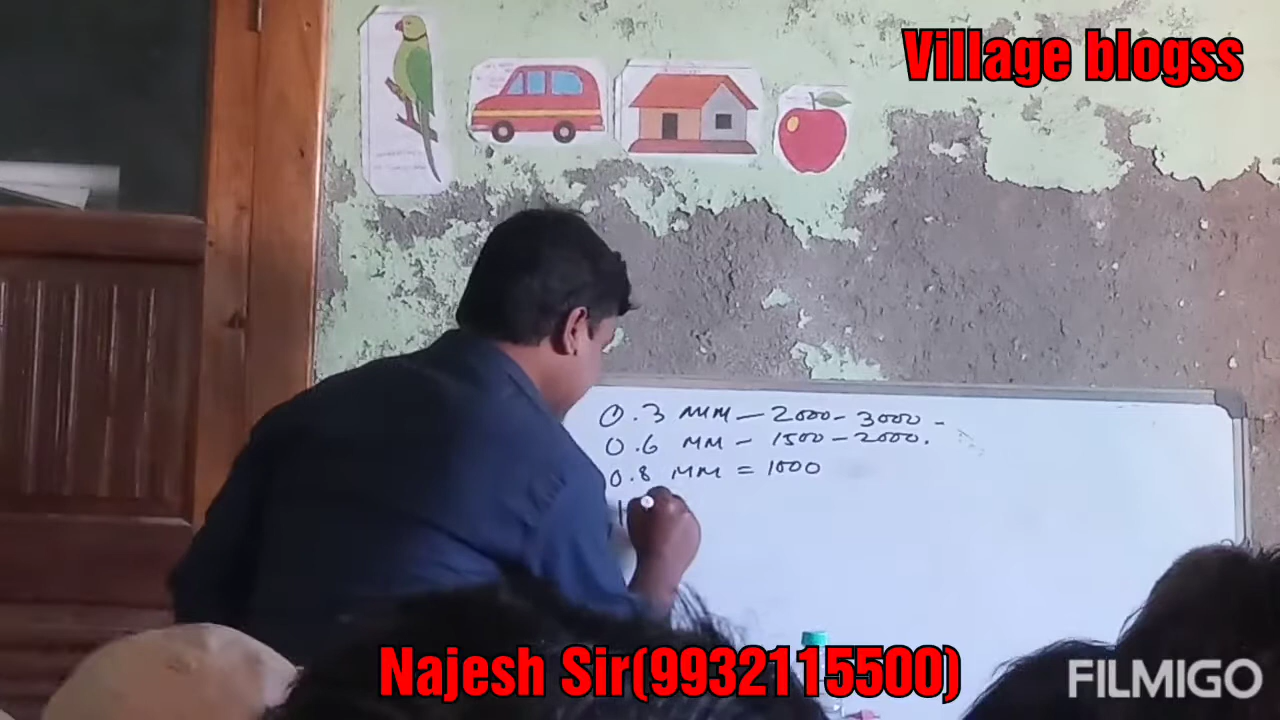 Village blogss
0.3 MM — 2000 - 3000 -
0.6 MM - 1500 - 2000.
0.8 MM = 1000
1
Najesh Sir(9932115500)
FILMIGO